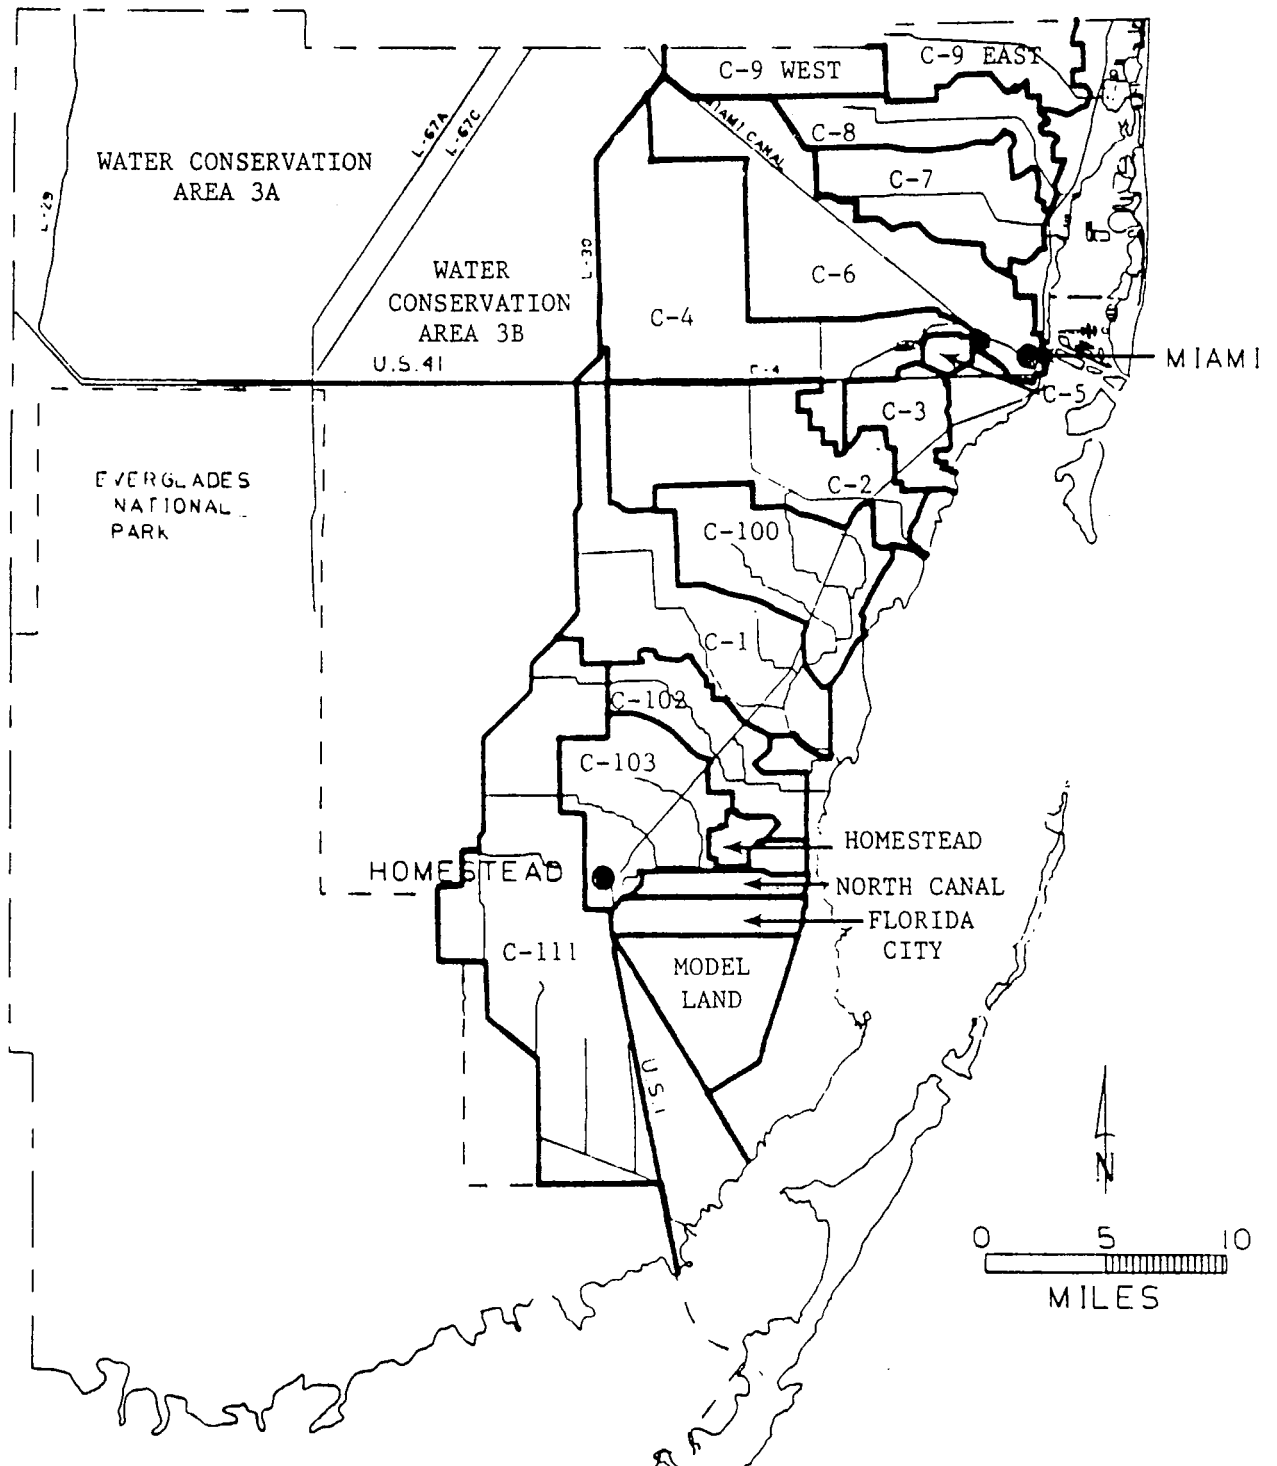 C-9 EAST
C-9 WEST
L-67A
L-67C
MIAMI CANAL
C-8
WATER CONSERVATION
AREA 3A
C-7
L-29
L-30
WATER
CONSERVATION
AREA 3B
C-6
C-4
U.S.41
C-4
MIAMI
C-5
C-3
EVERGLADES
NATIONAL
PARK
C-2
C-100
C-1
C-102
C-103
HOMESTEAD
HOMESTEAD
NORTH CANAL
FLORIDA
CITY
C-111
MODEL
LAND
U.S.1
N
0 5 10
MILES